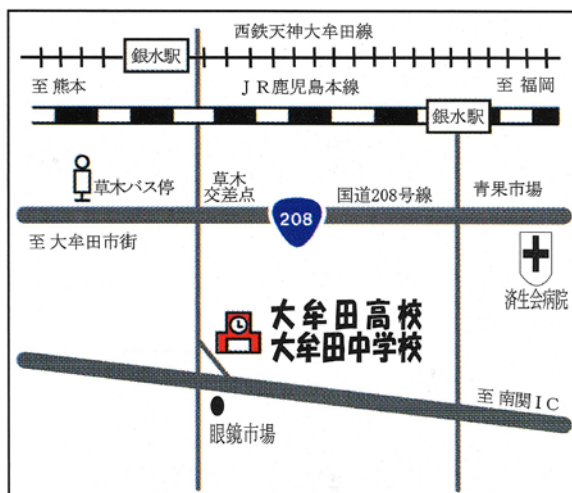 西鉄天神大牟田線
銀水駅
至 熊本
ＪＲ鹿児島本線
至 福岡
銀水駅
草木バス停
草木
交差点
国道208号線
青果市場
208
至 大牟田市街
済生会病院
大牟田高校
大牟田中学校
至 南関ＩＣ
眼鏡市場